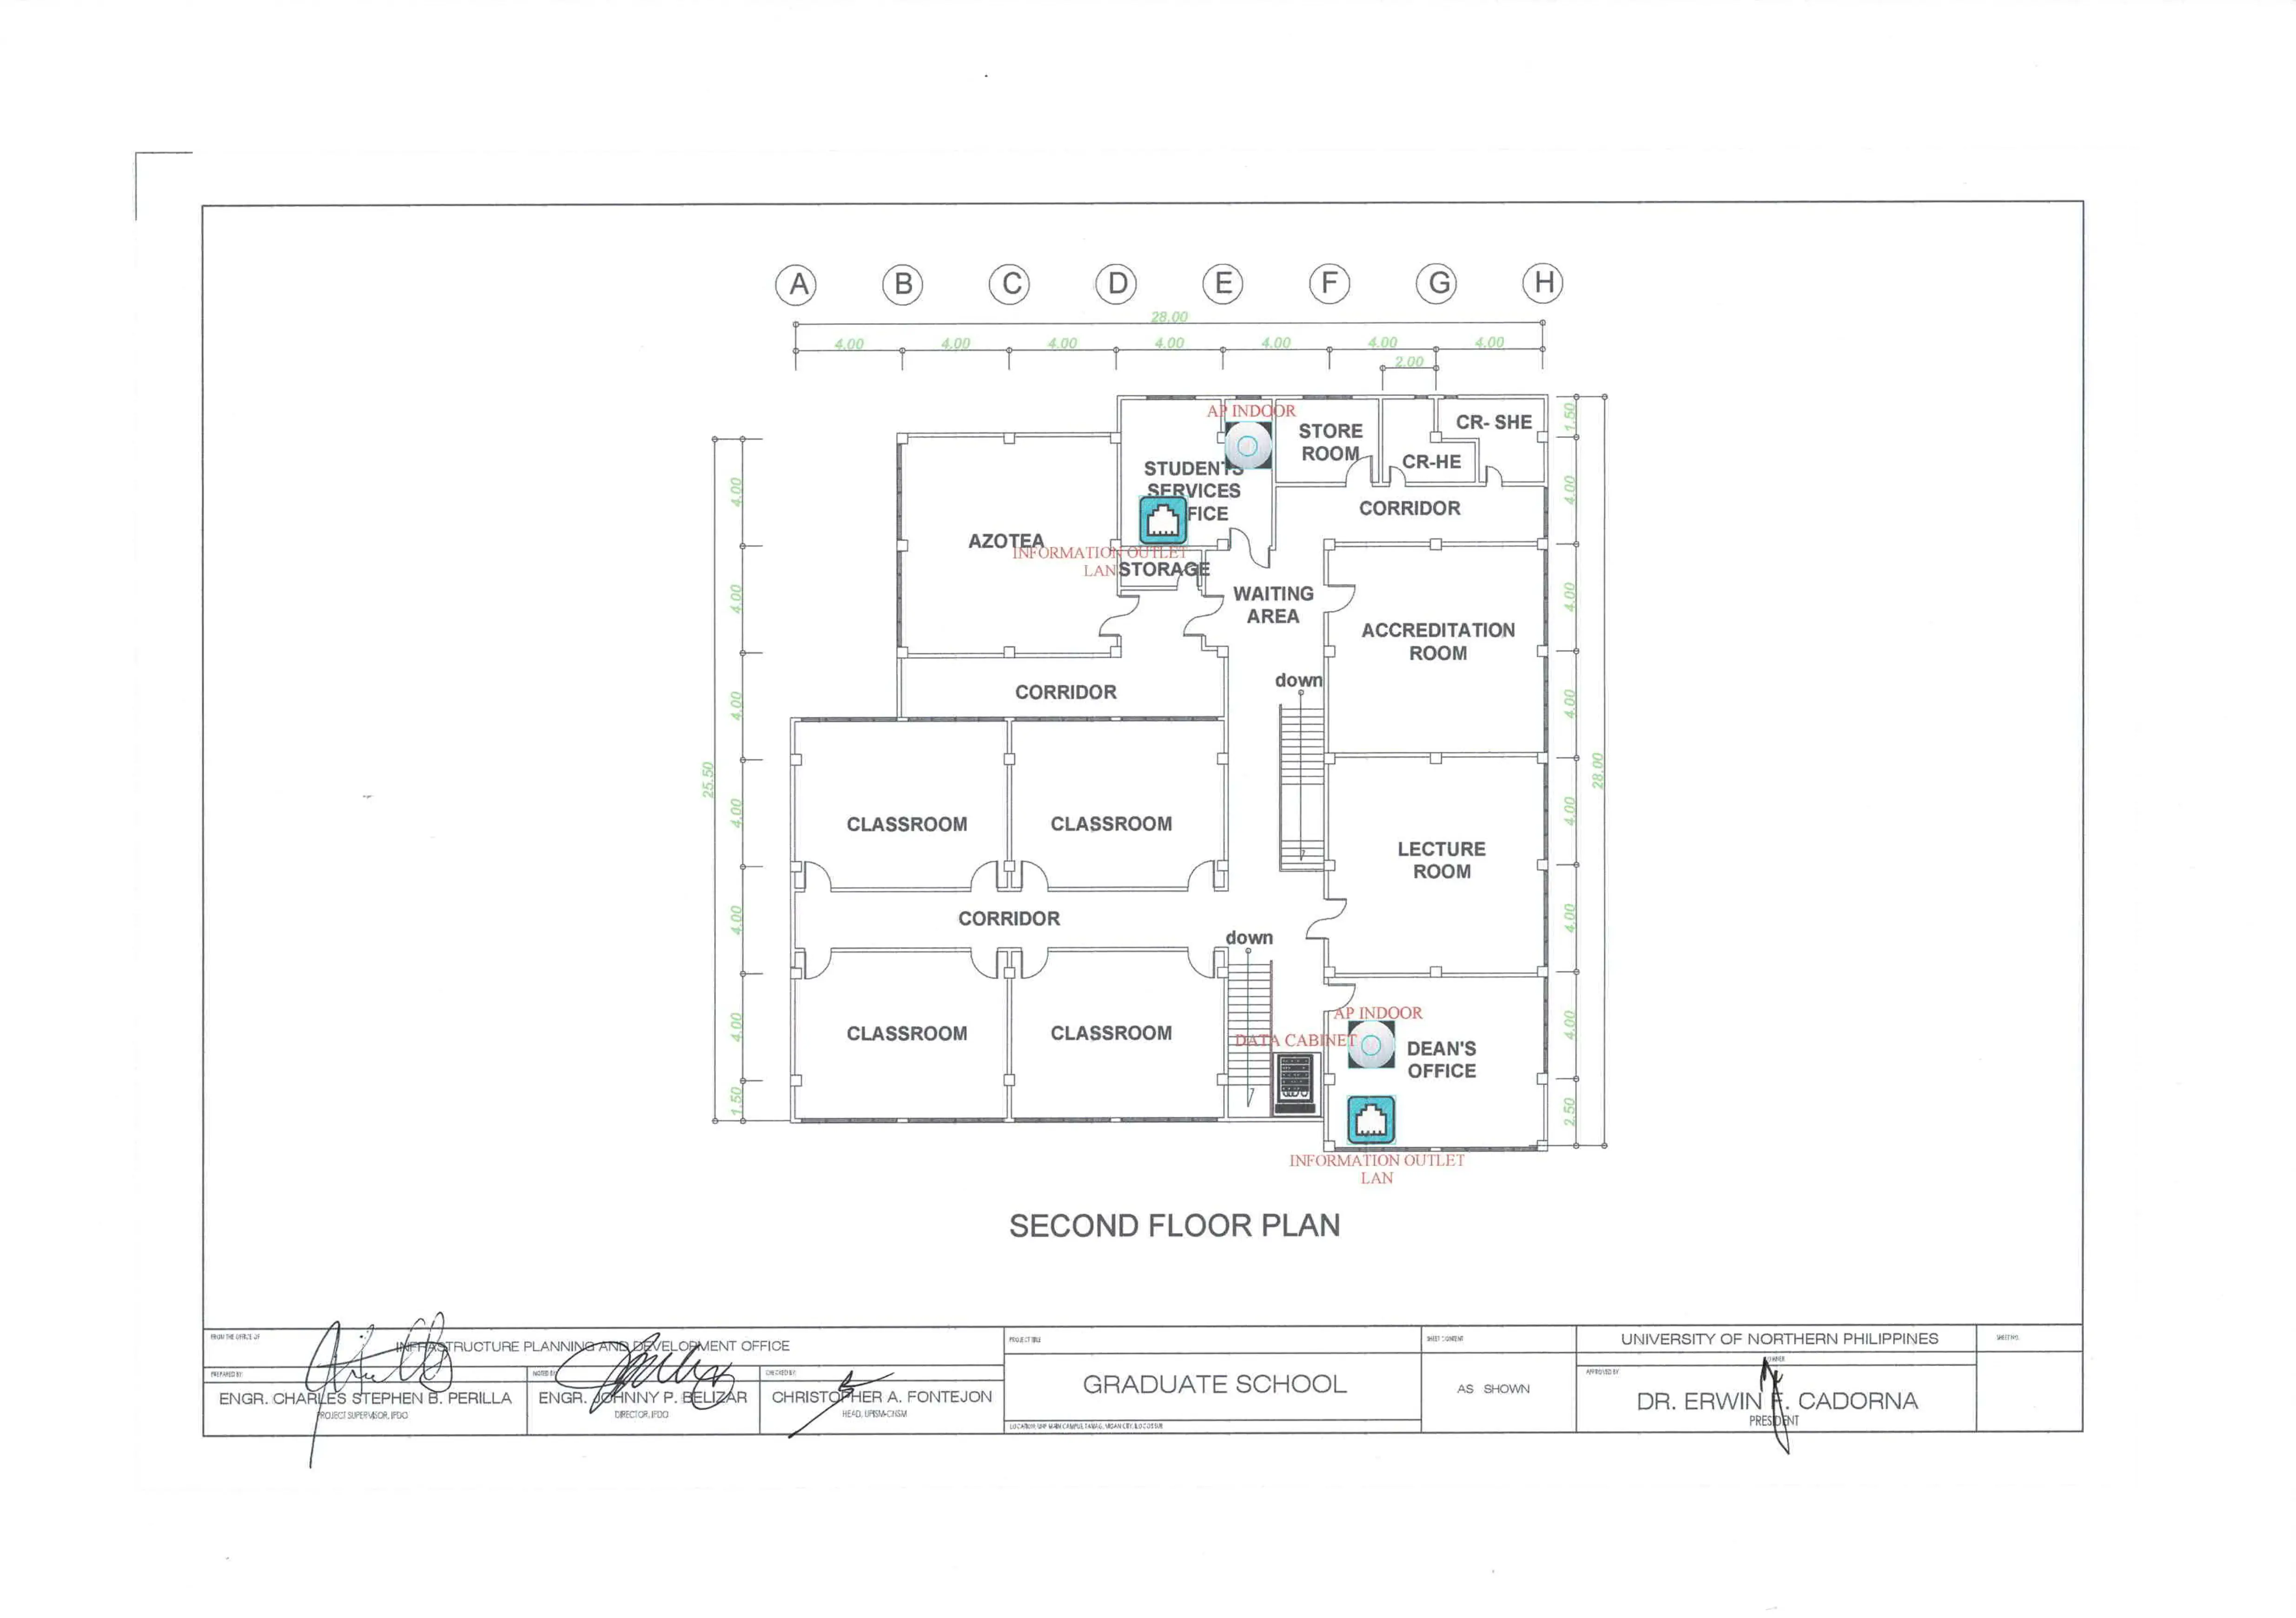 A B C D E F G H
28.00
4.00 4.00 4.00 4.00 4.00 4.00 4.00
2.00
AP INDOOR
STORE
ROOM
CR- SHE
CR-HE
STUDENTS
SERVICES
FICE
CORRIDOR
AZOTEA
INFORMATION OUTLET
LAN
STORAGE
WAITING
AREA
ACCREDITATION
ROOM
down
CORRIDOR
CLASSROOM
CLASSROOM
LECTURE
ROOM
CORRIDOR
down
CLASSROOM
CLASSROOM
AP INDOOR
DATA CABINET
DEAN'S
OFFICE
INFORMATION OUTLET
LAN
25.50
4.00
4.00
4.00
4.00
4.00
4.00
1.50
1.50
4.00
4.00
4.00
4.00
4.00
4.00
2.50
28.00
SECOND FLOOR PLAN
FROM THE OFFICE OF
INFRASTRUCTURE PLANNING AND DEVELOPMENT OFFICE
PREPARED BY:
ENGR. CHARLES STEPHEN B. PERILLA
PROJECT SUPERVISOR, IPDO
NOTED BY:
ENGR. JOHNNY P. BELIZAR
DIRECTOR, IPDO
CHECKED BY:
CHRISTOPHER A. FONTEJON
HEAD, UPISM-CNSM
PROJECT TITLE
GRADUATE SCHOOL
LOCATION: UNP MAIN CAMPUS, TAMAG, VIGAN CITY, ILOCOS SUR
SHEET CONTENT
AS SHOWN
UNIVERSITY OF NORTHERN PHILIPPINES
OWNER
APPROVED BY
DR. ERWIN F. CADORNA
PRESIDENT
SHEET NO.